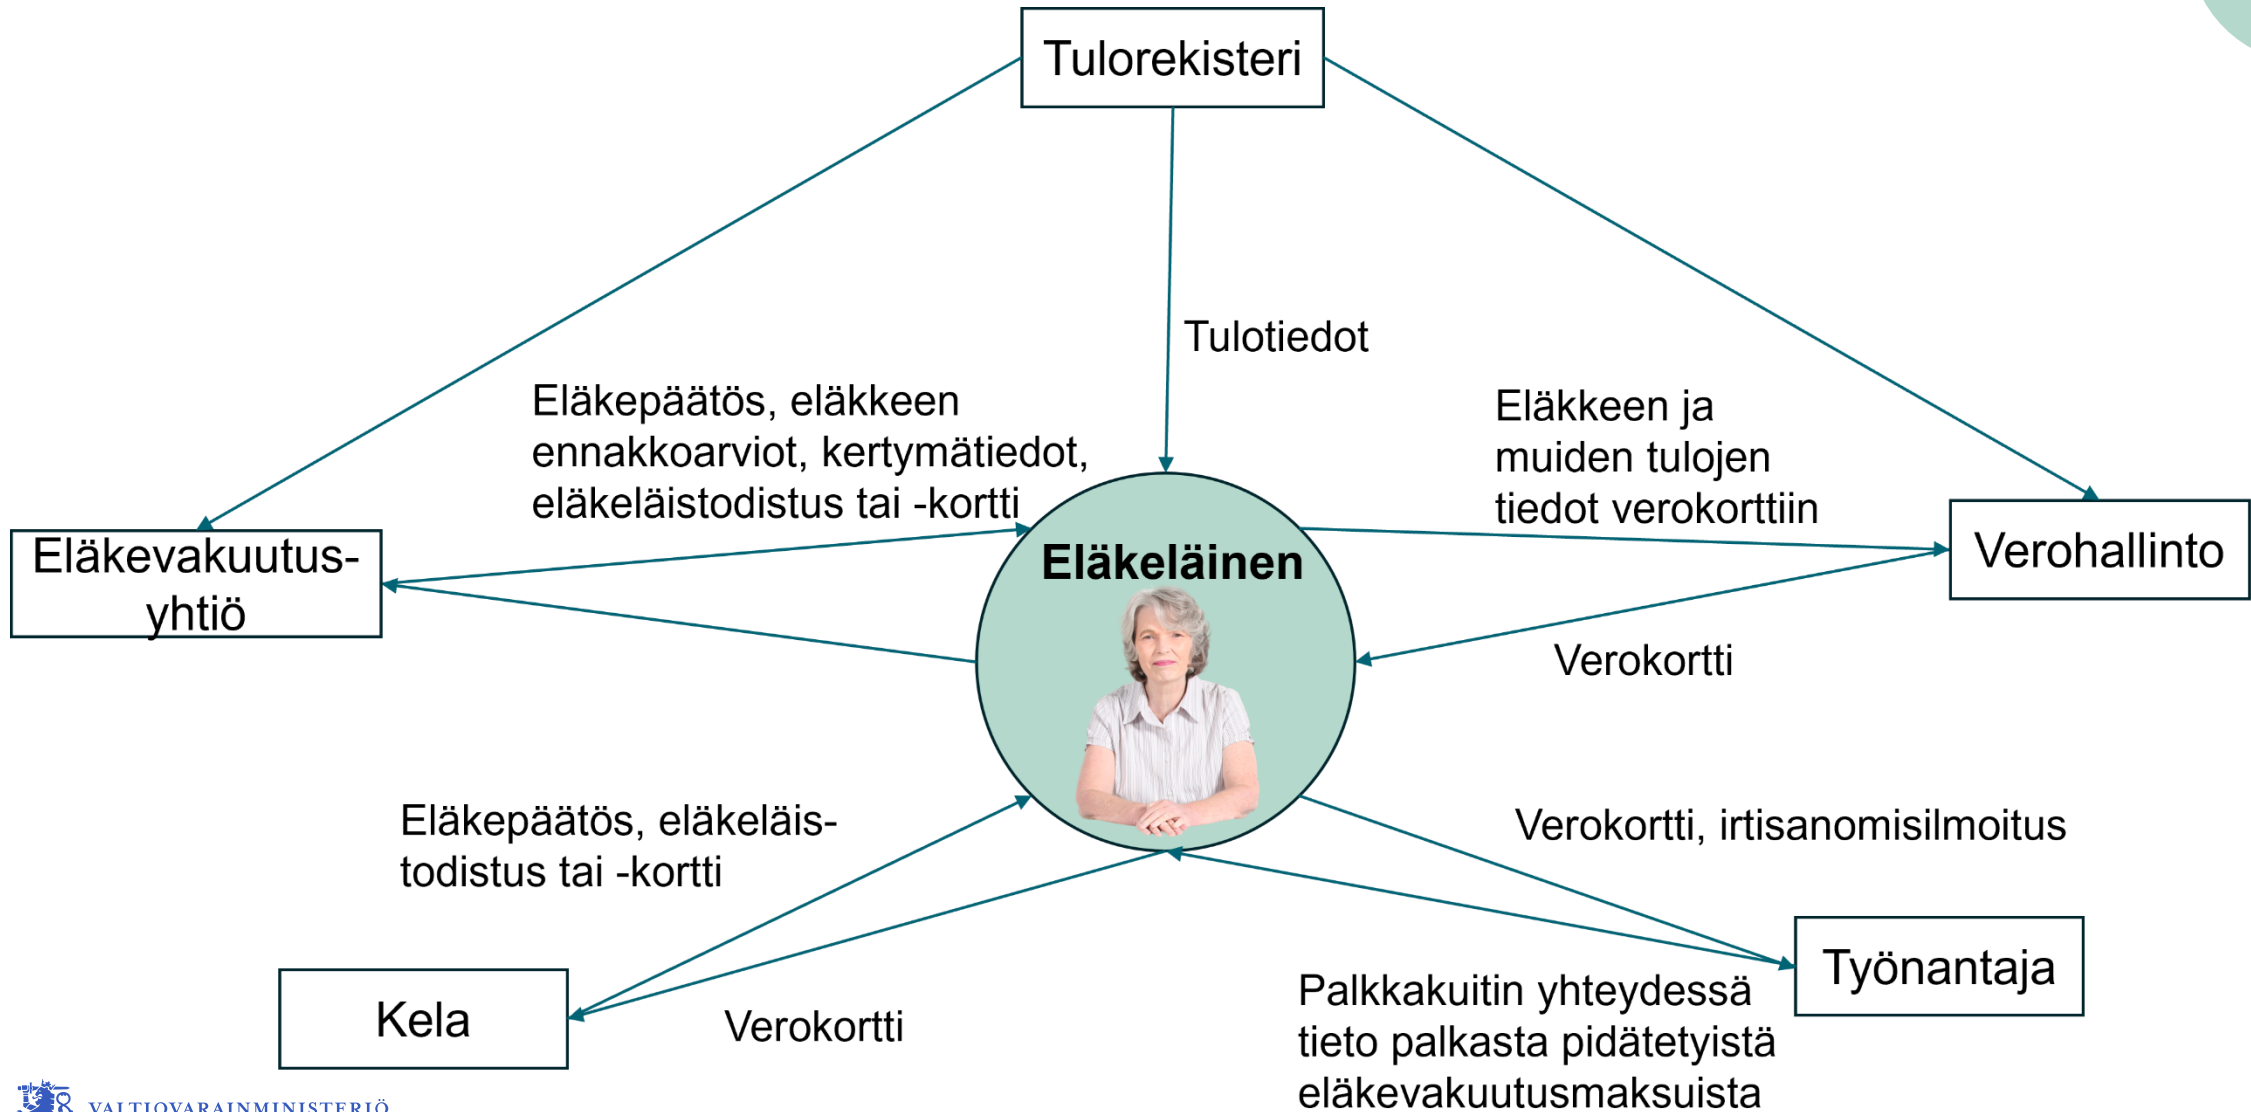 Tulorekisteri
Tulotiedot
Eläkepäätös, eläkkeen
ennakkoarviot, kertymätiedot,
eläkeläistodistus tai -kortti
Eläkkeen ja
muiden tulojen
tiedot verokorttiin
Eläkevakuutus-
yhtiö
Eläkeläinen
Verohallinto
Verokortti
Eläkepäätös, eläkeläis-
todistus tai -kortti
Verokortti, irtisanomisilmoitus
Kela
Verokortti
Työnantaja
Palkkakuitin yhteydessä
tieto palkasta pidätetyistä
eläkevakuutusmaksuista
VALTIOVARAINMINISTERIÖ